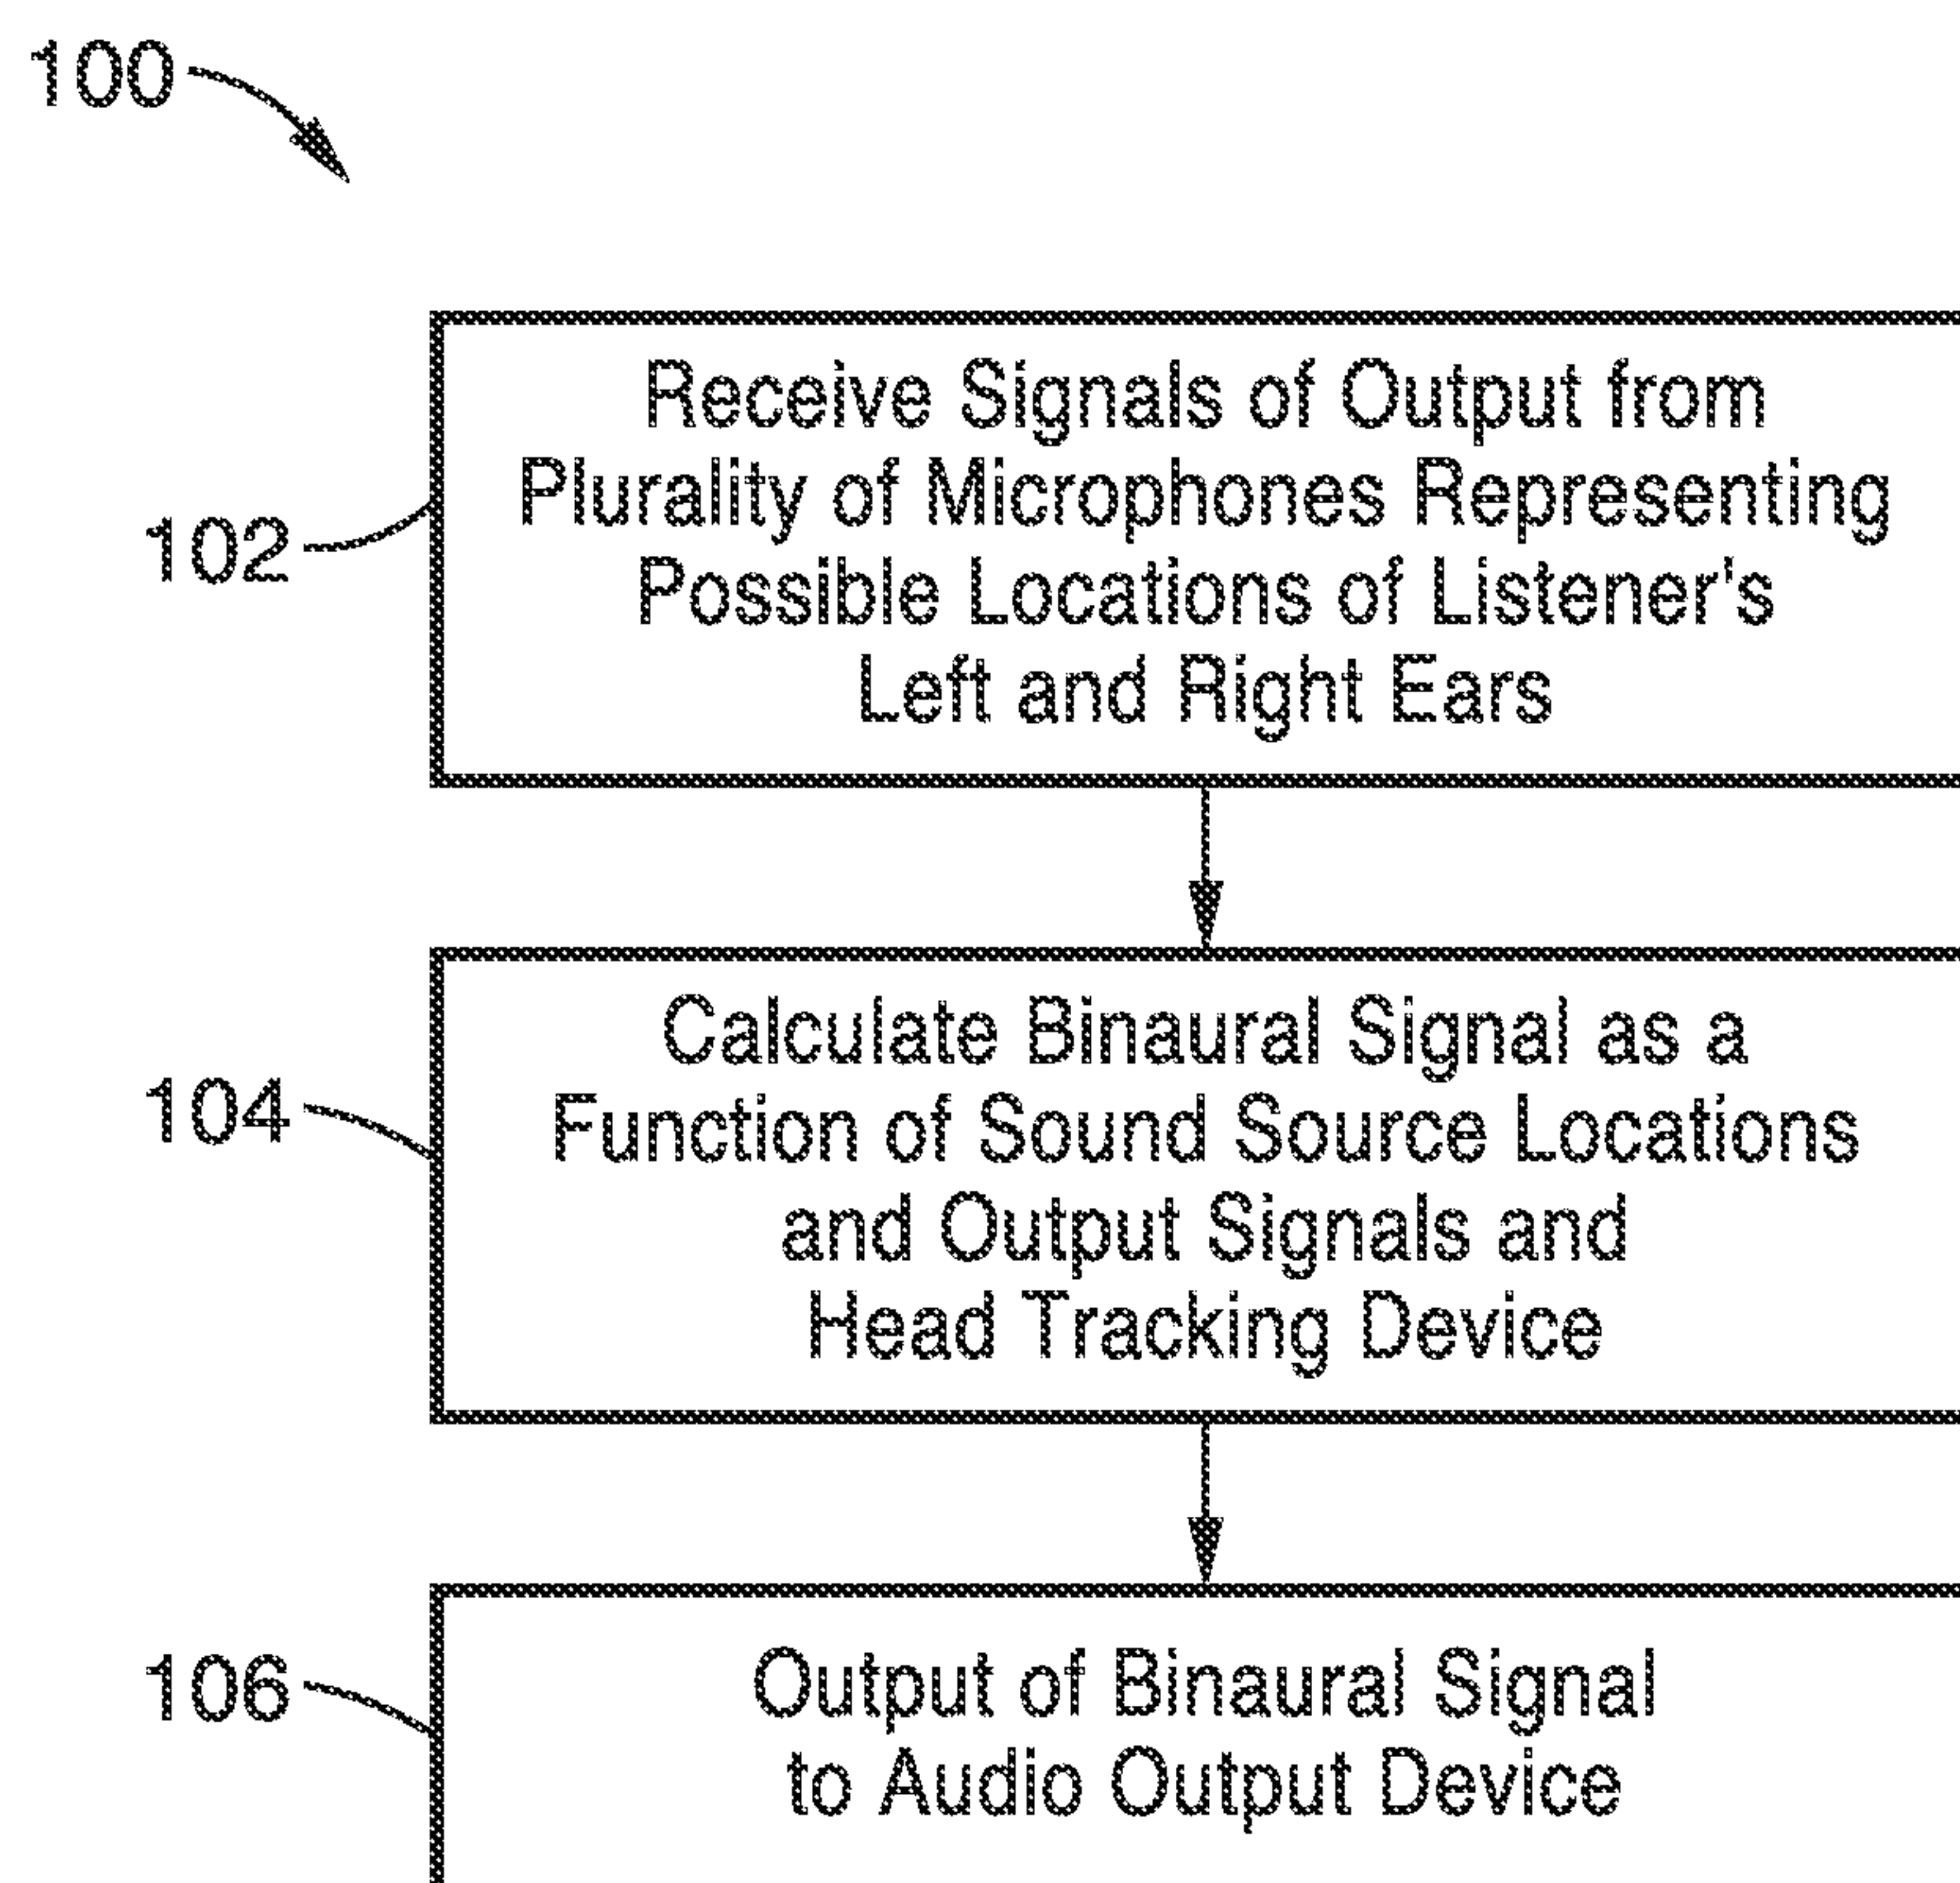 100
102
Receive Signals of Output from
Plurality of Microphones Representing
Possible Locations of Listener's
Left and Right Ears
104
Calculate Binaural Signal as a
Function of Sound Source Locations
and Output Signals and
Head Tracking Device
106
Output of Binaural Signal
to Audio Output Device